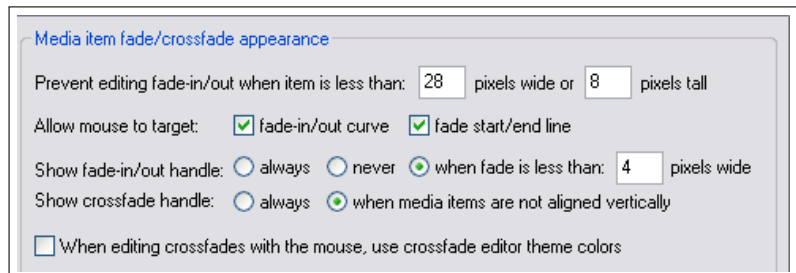 Media item fade/crossfade appearance
Prevent editing fade-in/out when item is less than: 28 pixels wide or 8 pixels tall
Allow mouse to target: fade-in/out curve fade start/end line
Show fade-in/out handle: always never when fade is less than: 4 pixels wide
Show crossfade handle: always when media items are not aligned vertically
When editing crossfades with the mouse, use crossfade editor theme colors